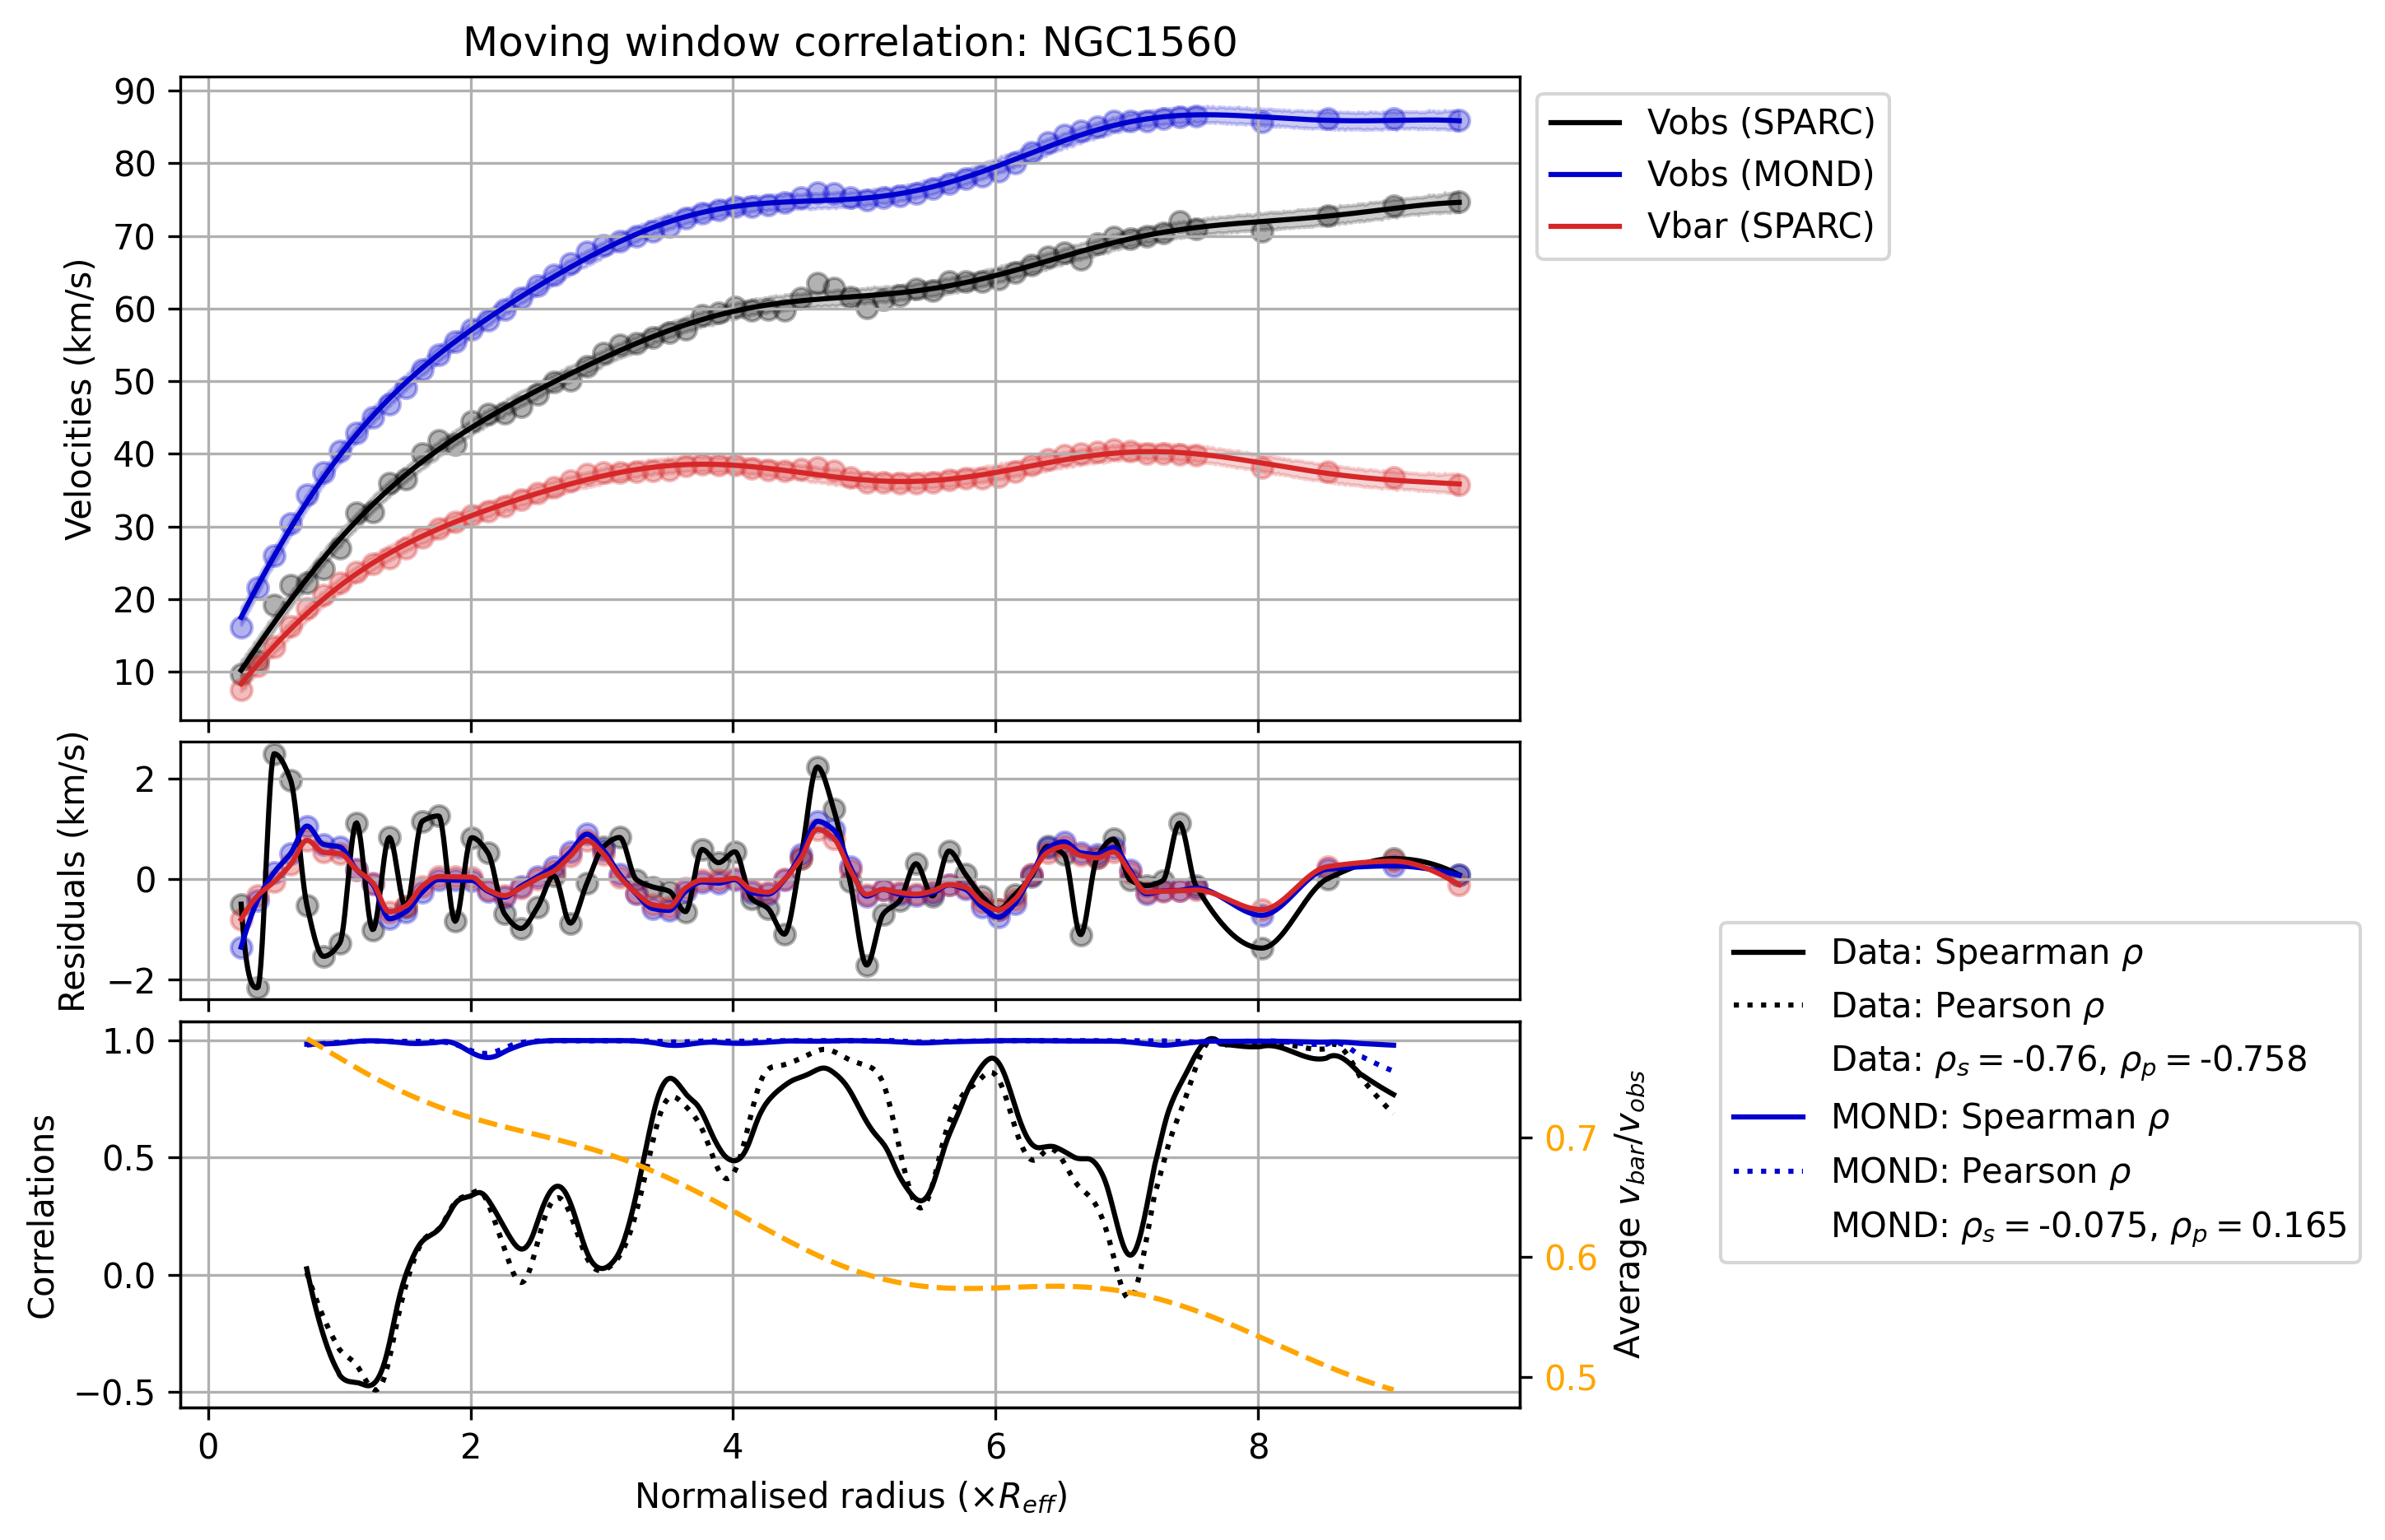 Moving window correlation: NGC1560
90
80
70
60
50
40
30
20
10
Velocities (km/s)
Vobs (SPARC)
Vobs (MOND)
Vbar (SPARC)
2
0
−2
Residuals (km/s)
1.0
0.5
0.0
−0.5
Correlations
0.7
0.6
0.5
Average v_bar/v_obs
0 2 4 6 8
Normalised radius (×R_eff)
Data: Spearman ρ
Data: Pearson ρ
Data: ρ_s = -0.76, ρ_p = -0.758
MOND: Spearman ρ
MOND: Pearson ρ
MOND: ρ_s = -0.075, ρ_p = 0.165